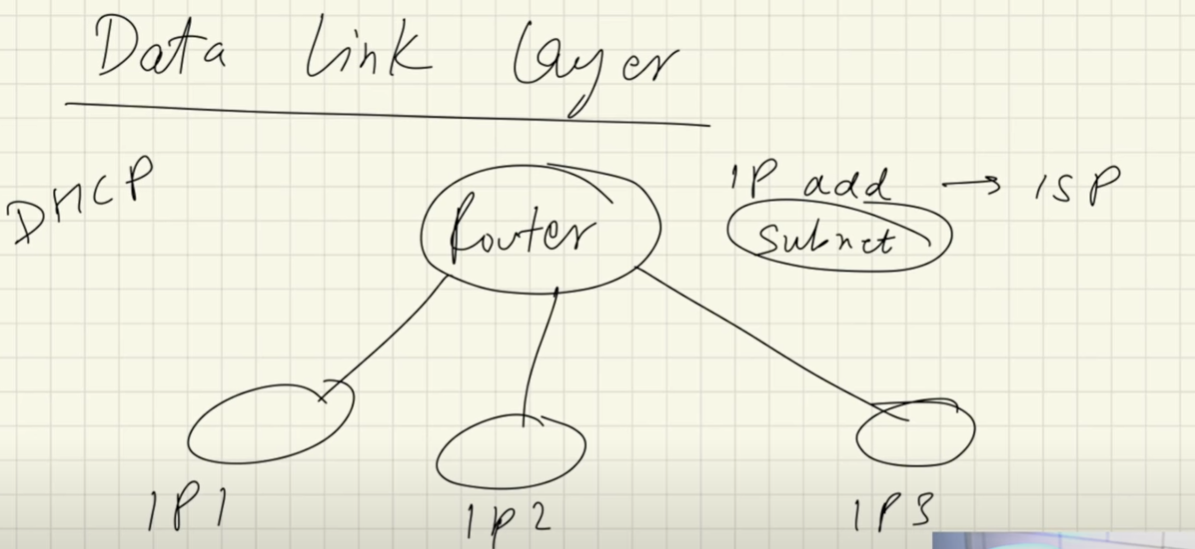 Data Link Layer
DHCP
Router
IP add → ISP
Subnet
IP1
IP2
IP3